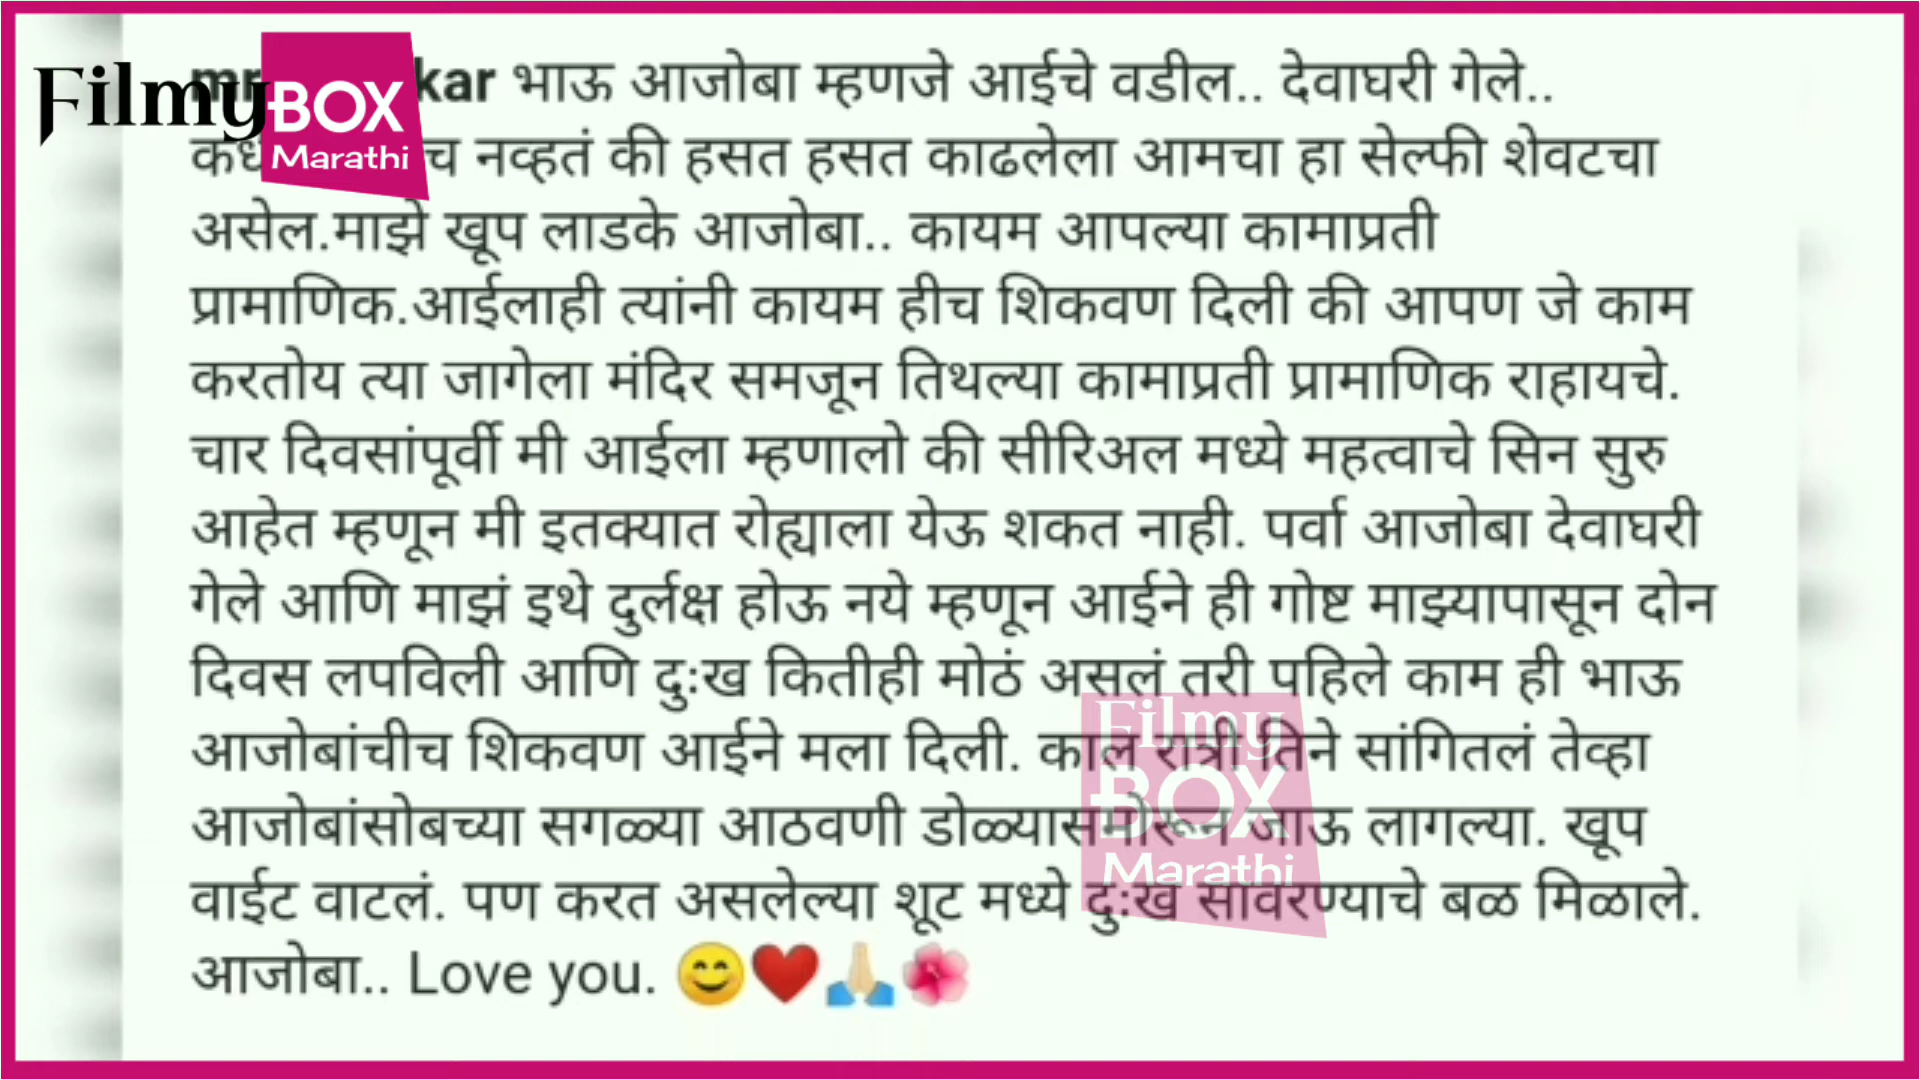 Filmy BOX Marathi
kar भाऊ आजोबा म्हणजे आईचे वडील.. देवाघरी गेले..
च नव्हतं की हसत हसत काढलेला आमचा हा सेल्फी शेवटचा
असेल.माझे खूप लाडके आजोबा.. कायम आपल्या कामाप्रती
प्रामाणिक.आईलाही त्यांनी कायम हीच शिकवण दिली की आपण जे काम
करतोय त्या जागेला मंदिर समजून तिथल्या कामाप्रती प्रामाणिक राहायचे.
चार दिवसांपूर्वी मी आईला म्हणालो की सीरिअल मध्ये महत्वाचे सिन सुरु
आहेत म्हणून मी इतक्यात रोह्याला येऊ शकत नाही. पर्वा आजोबा देवाघरी
गेले आणि माझं इथे दुर्लक्ष होऊ नये म्हणून आईने ही गोष्ट माझ्यापासून दोन
दिवस लपविली आणि दुःख कितीही मोठं असलं तरी पहिले काम ही भाऊ
आजोबांचीच शिकवण आईने मला दिली. काल रात्री तिने सांगितलं तेव्हा
आजोबांसोबच्या सगळ्या आठवणी डोळ्यासमोरून जाऊ लागल्या. खूप
वाईट वाटलं. पण करत असलेल्या शूट मध्ये दुःख सावरण्याचे बळ मिळाले.
आजोबा.. Love you. 😊❤️🙏🏼🌺
Filmy BOX Marathi